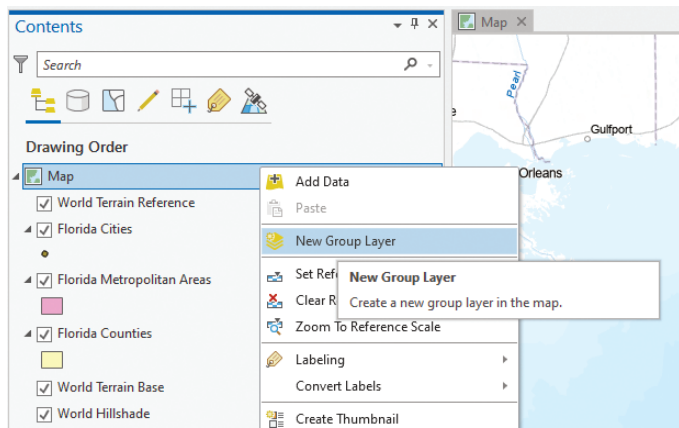 Contents
Map
Search
Drawing Order
Map
World Terrain Reference
Florida Cities
Florida Metropolitan Areas
Florida Counties
World Terrain Base
World Hillshade
Add Data
Paste
New Group Layer
Set Ref
Clear R
Zoom To Reference Scale
Labeling
Convert Labels
Create Thumbnail
New Group Layer
Create a new group layer in the map.
Pearl
Gulfport
Orleans